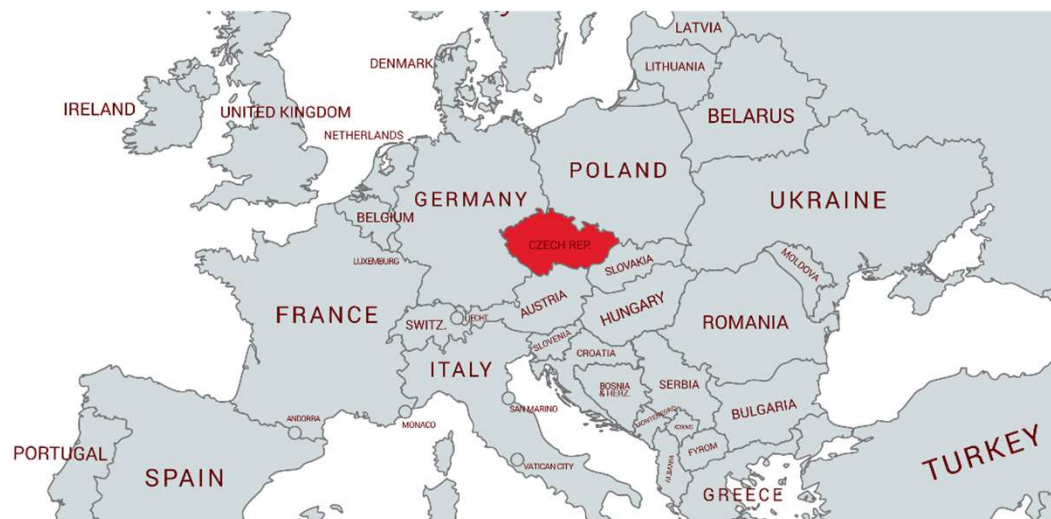 LATVIA
DENMARK
LITHUANIA
IRELAND
UNITED KINGDOM
BELARUS
NETHERLANDS
POLAND
GERMANY
UKRAINE
BELGIUM
CZECH REP.
LUXEMBURG
SLOVAKIA
MOLDOVA
AUSTRIA
HUNGARY
FRANCE
SWITZ.
LIECHT.
ROMANIA
SLOVENIA
CROATIA
ITALY
BOSNIA
& HERZ.
SERBIA
SAN MARINO
BULGARIA
ANDORRA
MONACO
MONTENEGRO
KOSOVO
PORTUGAL
FYROM
TURKEY
SPAIN
VATICAN CITY
ALBANIA
GREECE